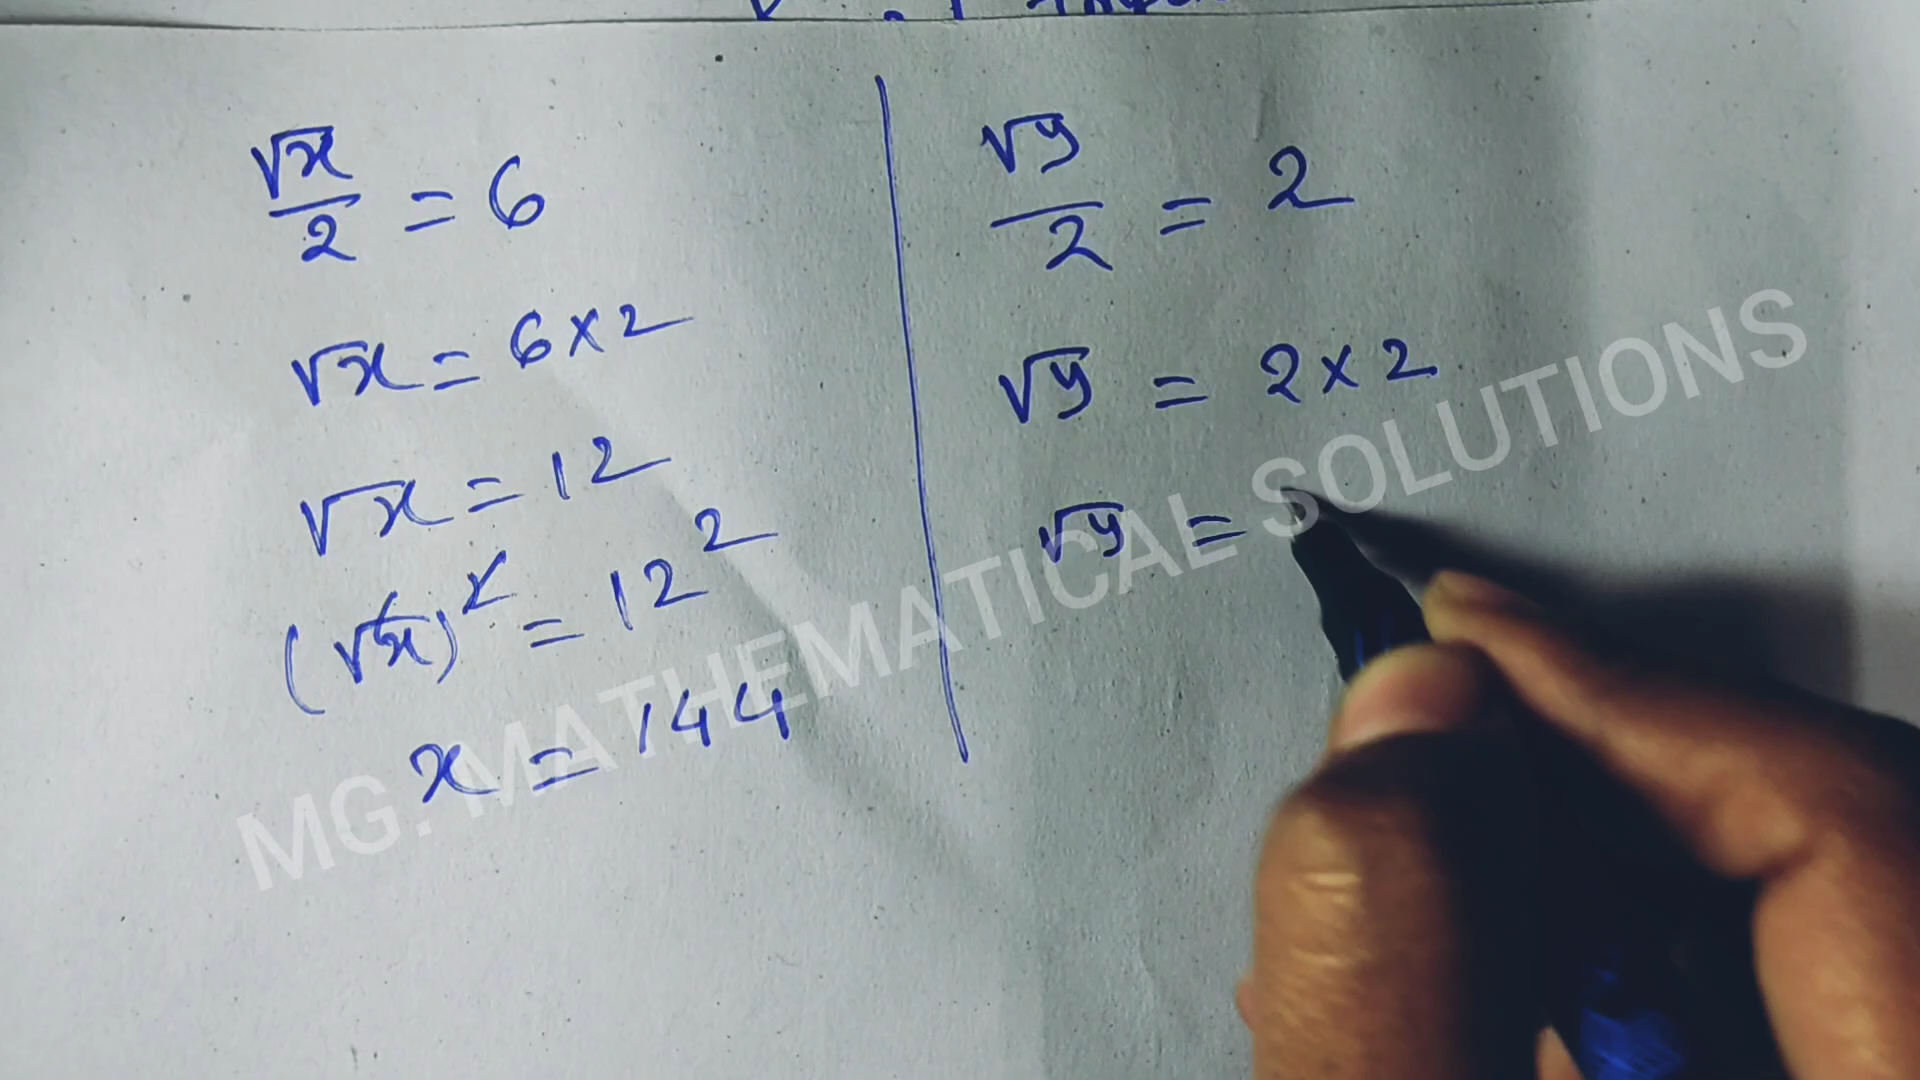 √x/2 = 6
√x = 6 × 2
√x = 12
(√x)² = 12²
x = 144
√y/2 = 2
√y = 2 × 2
√y =
MG. MATHEMATICAL SOLUTIONS